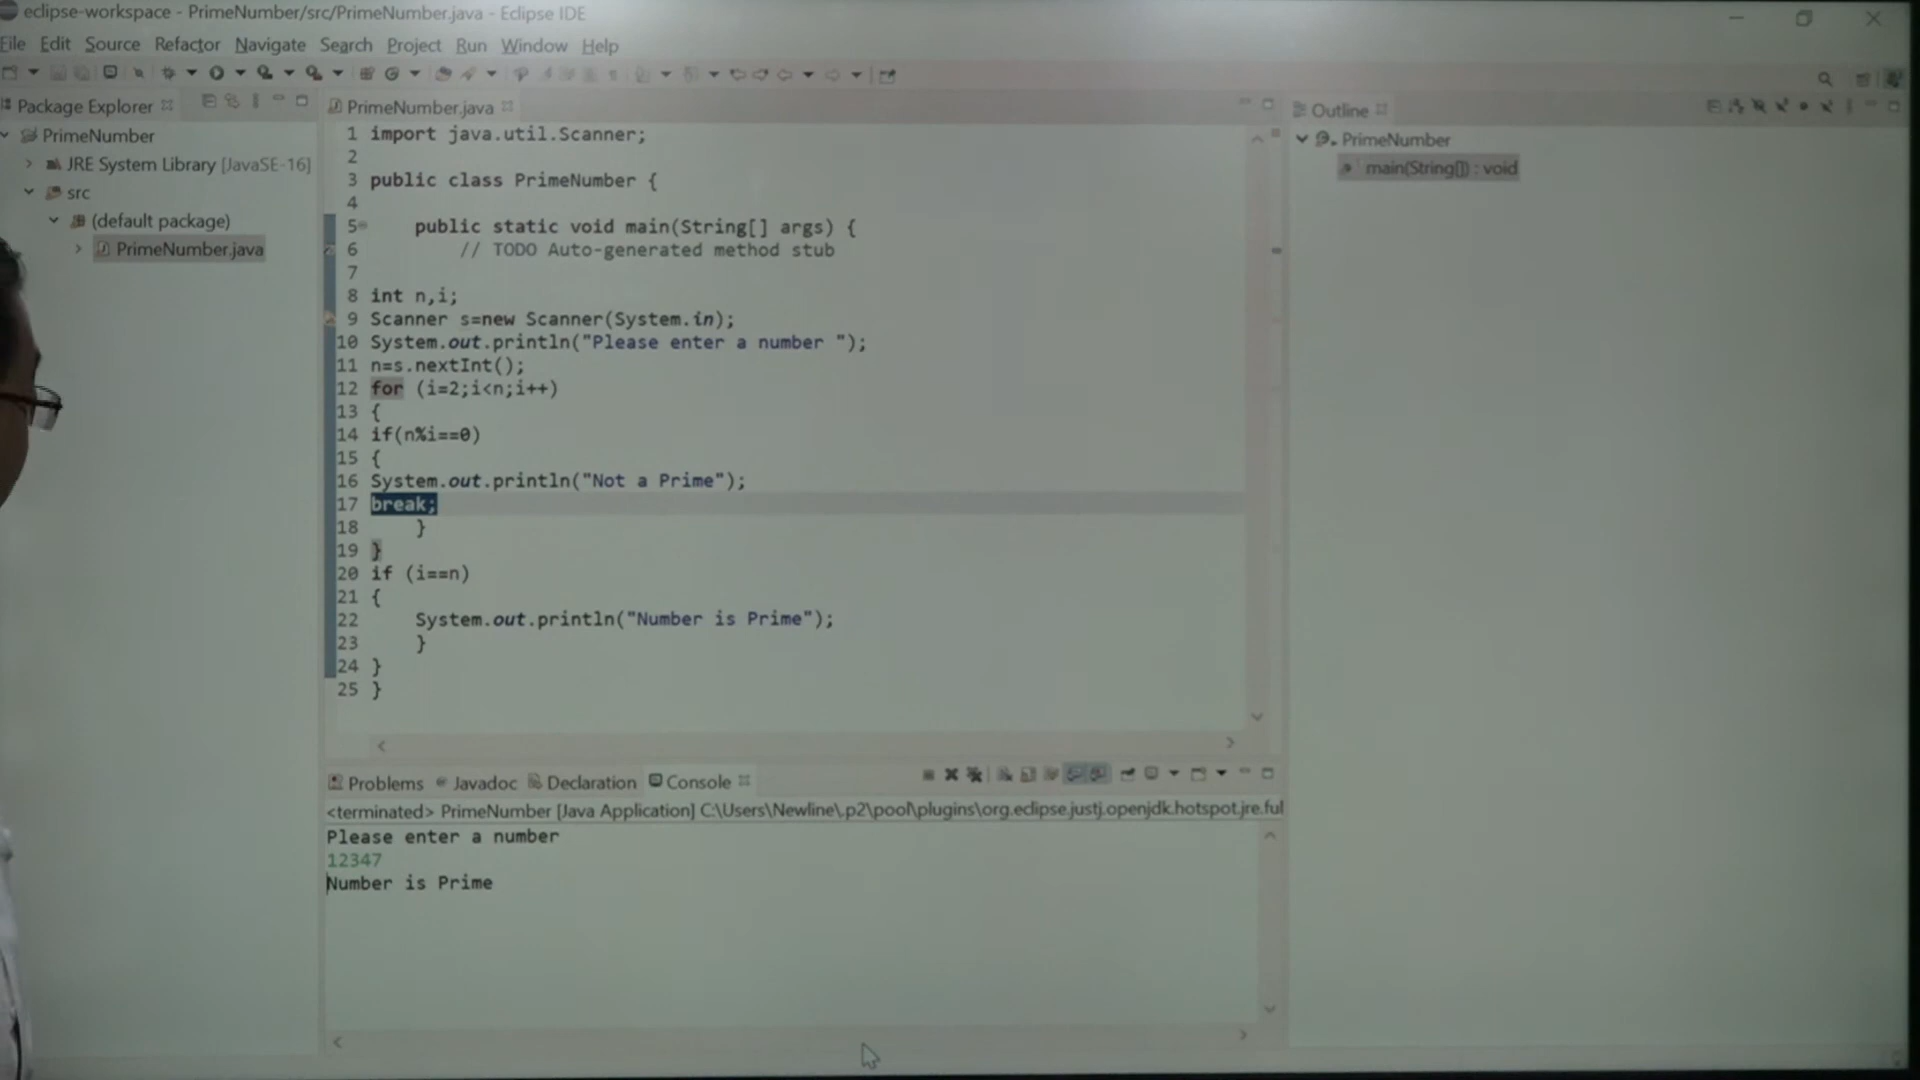 eclipse-workspace - PrimeNumber/src/PrimeNumber.java - Eclipse IDE
File Edit Source Refactor Navigate Search Project Run Window Help
Package Explorer
PrimeNumber
JRE System Library [JavaSE-16]
src
(default package)
PrimeNumber.java
PrimeNumber.java
1 import java.util.Scanner;
2
3 public class PrimeNumber {
4
5 public static void main(String[] args) {
6 // TODO Auto-generated method stub
7
8 int n,i;
9 Scanner s=new Scanner(System.in);
10 System.out.println("Please enter a number ");
11 n=s.nextInt();
12 for (i=2;i<n;i++)
13 {
14 if(n%i==0)
15 {
16 System.out.println("Not a Prime");
17 break;
18 }
19 }
20 if (i==n)
21 {
22 System.out.println("Number is Prime");
23 }
24 }
25 }
Outline
PrimeNumber
main(String[]) : void
Problems Javadoc Declaration Console
<terminated> PrimeNumber [Java Application] C:\Users\Newline\.p2\pool\plugins\org.eclipse.justj.openjdk.hotspot.jre.ful
Please enter a number
12347
Number is Prime